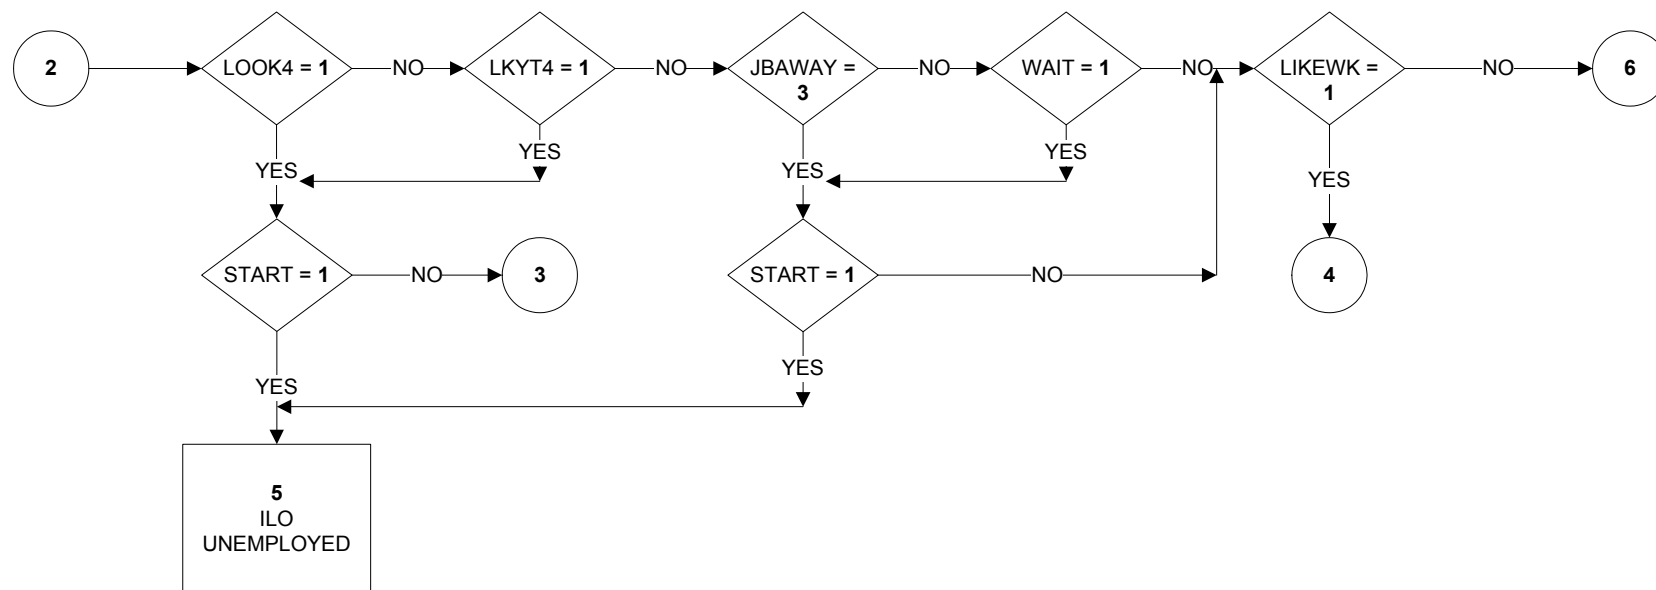 2
LOOK4 = 1
NO
LKYT4 = 1
NO
JBAWAY =
3
NO
WAIT = 1
NO
LIKEWK =
1
NO
6
YES
YES
YES
YES
YES
START = 1
NO
3
START = 1
NO
4
YES
YES
5
ILO
UNEMPLOYED